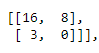 [[16,  8],
 [ 3,  0]]],